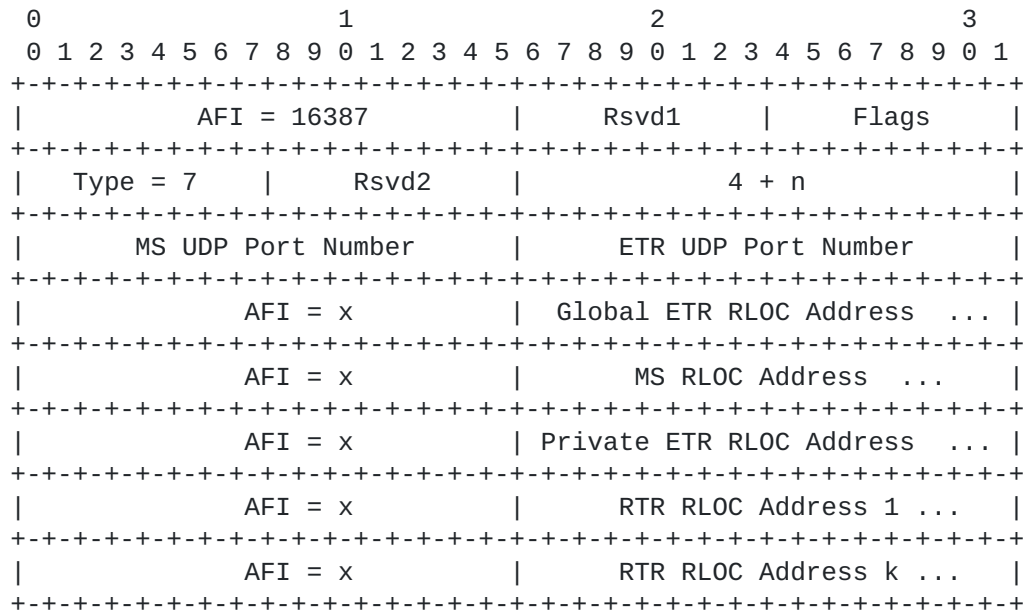 0                   1                   2                   3
 0 1 2 3 4 5 6 7 8 9 0 1 2 3 4 5 6 7 8 9 0 1 2 3 4 5 6 7 8 9 0 1
+-+-+-+-+-+-+-+-+-+-+-+-+-+-+-+-+-+-+-+-+-+-+-+-+-+-+-+-+-+-+-+-+
|           AFI = 16387         |     Rsvd1     |     Flags     |
+-+-+-+-+-+-+-+-+-+-+-+-+-+-+-+-+-+-+-+-+-+-+-+-+-+-+-+-+-+-+-+-+
|   Type = 7    |     Rsvd2     |             4 + n             |
+-+-+-+-+-+-+-+-+-+-+-+-+-+-+-+-+-+-+-+-+-+-+-+-+-+-+-+-+-+-+-+-+
|       MS UDP Port Number      |      ETR UDP Port Number      |
+-+-+-+-+-+-+-+-+-+-+-+-+-+-+-+-+-+-+-+-+-+-+-+-+-+-+-+-+-+-+-+-+
|              AFI = x          |  Global ETR RLOC Address  ... |
+-+-+-+-+-+-+-+-+-+-+-+-+-+-+-+-+-+-+-+-+-+-+-+-+-+-+-+-+-+-+-+-+
|              AFI = x          |       MS RLOC Address  ...    |
+-+-+-+-+-+-+-+-+-+-+-+-+-+-+-+-+-+-+-+-+-+-+-+-+-+-+-+-+-+-+-+-+
|              AFI = x          | Private ETR RLOC Address  ... |
+-+-+-+-+-+-+-+-+-+-+-+-+-+-+-+-+-+-+-+-+-+-+-+-+-+-+-+-+-+-+-+-+
|              AFI = x          |      RTR RLOC Address 1 ...   |
+-+-+-+-+-+-+-+-+-+-+-+-+-+-+-+-+-+-+-+-+-+-+-+-+-+-+-+-+-+-+-+-+
|              AFI = x          |      RTR RLOC Address k ...   |
+-+-+-+-+-+-+-+-+-+-+-+-+-+-+-+-+-+-+-+-+-+-+-+-+-+-+-+-+-+-+-+-+